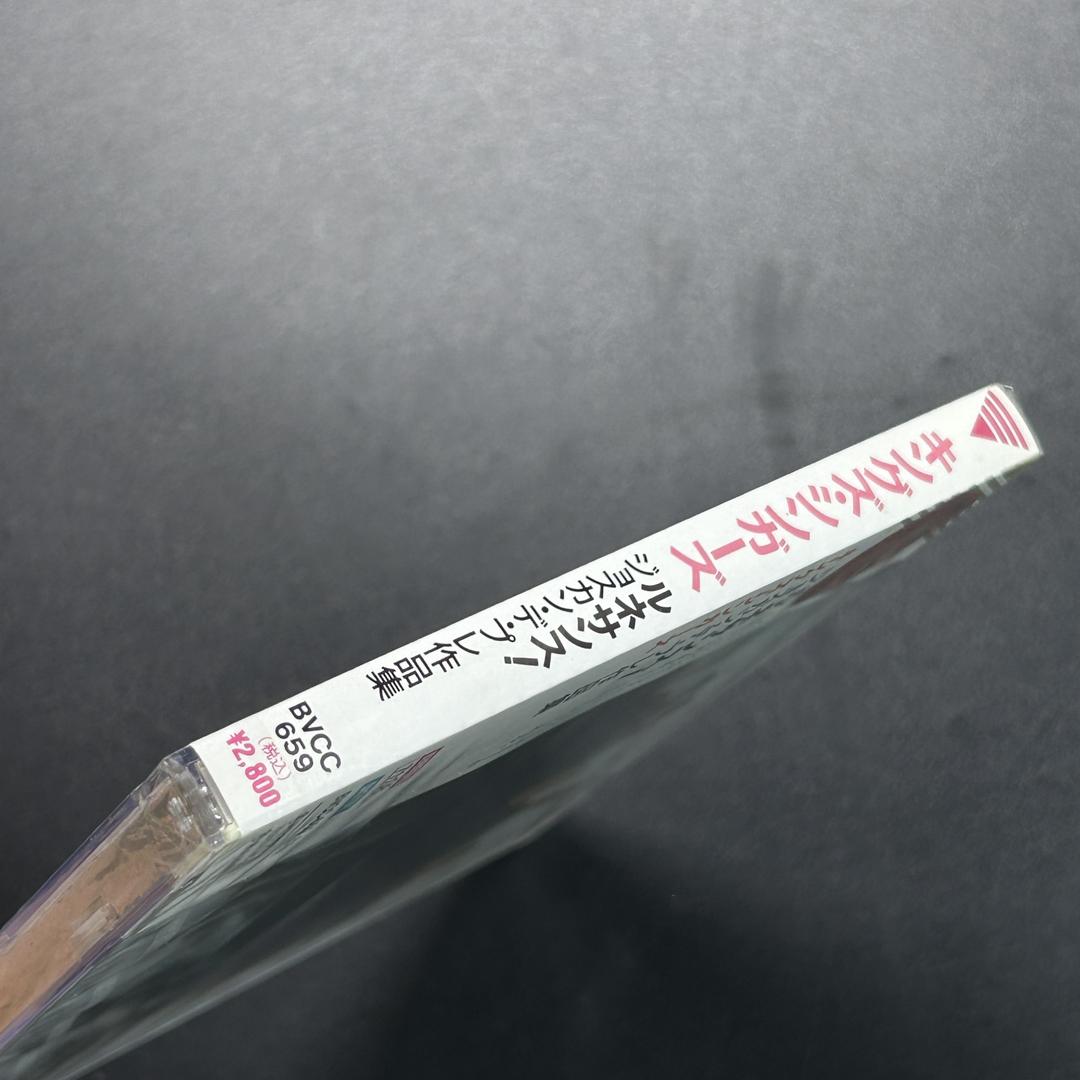 キングズ・シンガーズ
ルネサンス!
ジョスカン・デ・プレ作品集
BVCC
659
(税込)
¥2,800